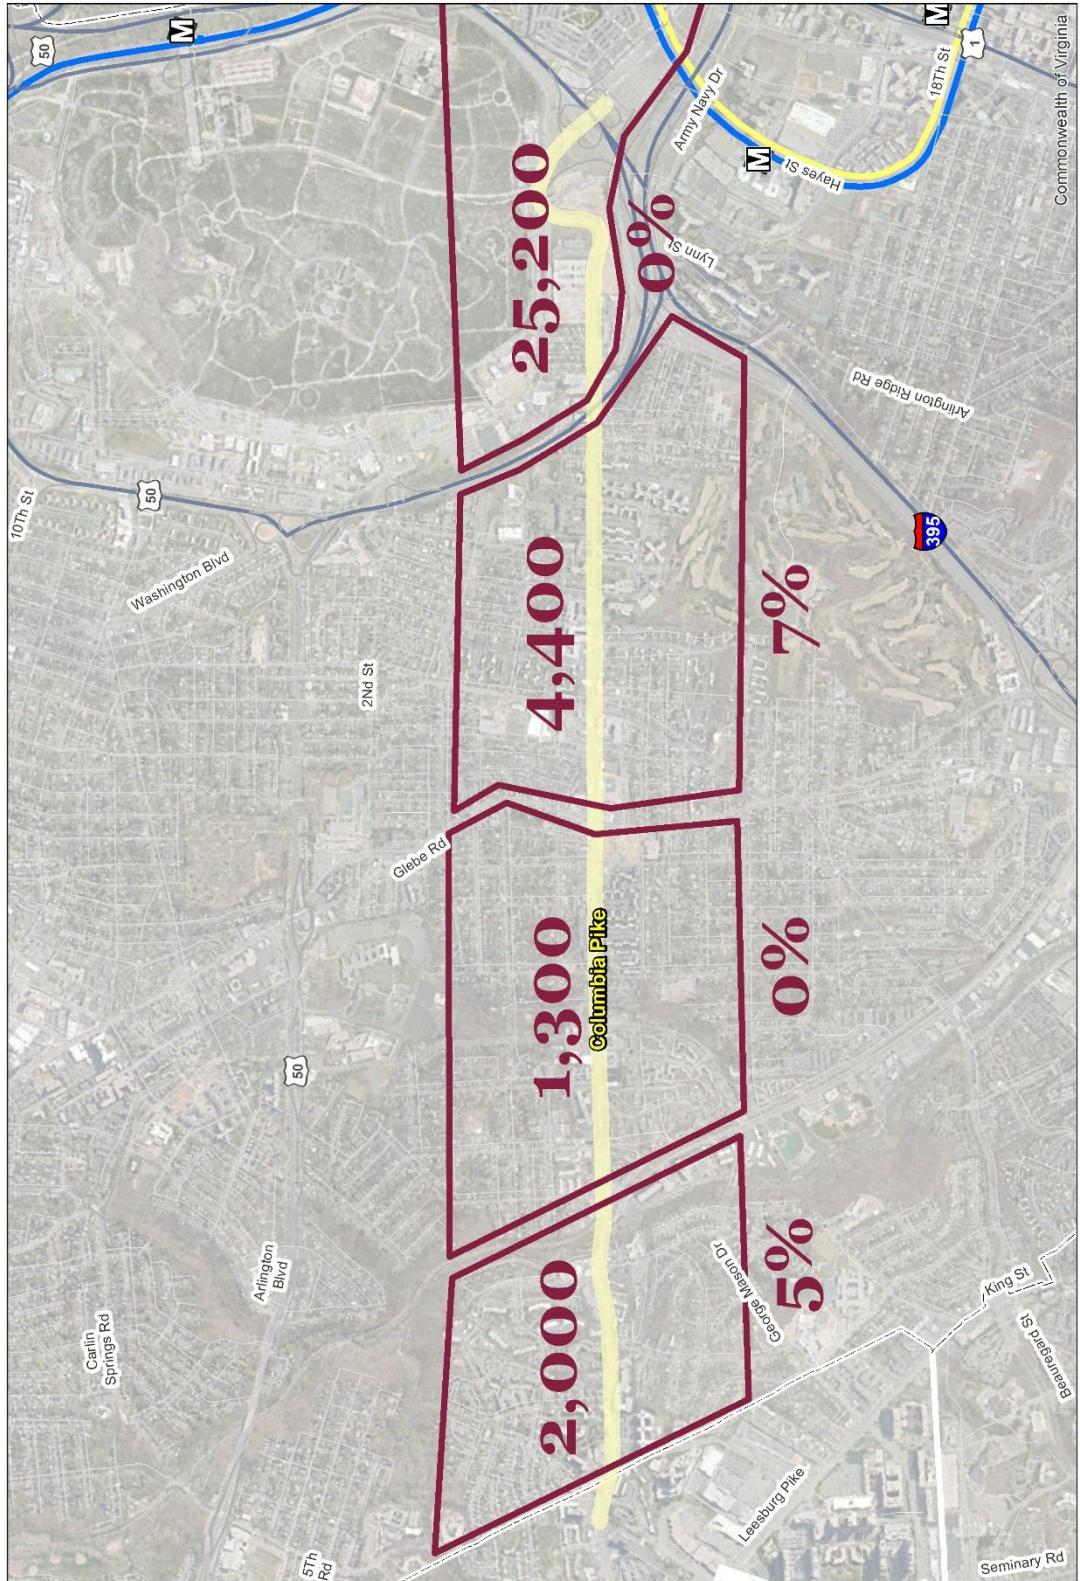 Carlin
Springs Rd
Arlington
Blvd
50
Washington Blvd
10Th St
50
50
5Th
Rd
Glebe Rd
2Nd St
2,000
1,300
4,400
25,200
Columbia Pike
5%
0%
7%
0%
George Mason Dr
Lynn St
Army Navy Dr
Hayes St
18Th St
1
M
M
M
Leesburg Pike
King St
395
Arlington Ridge Rd
Seminary Rd
Beauregard St
Commonwealth of Virginia